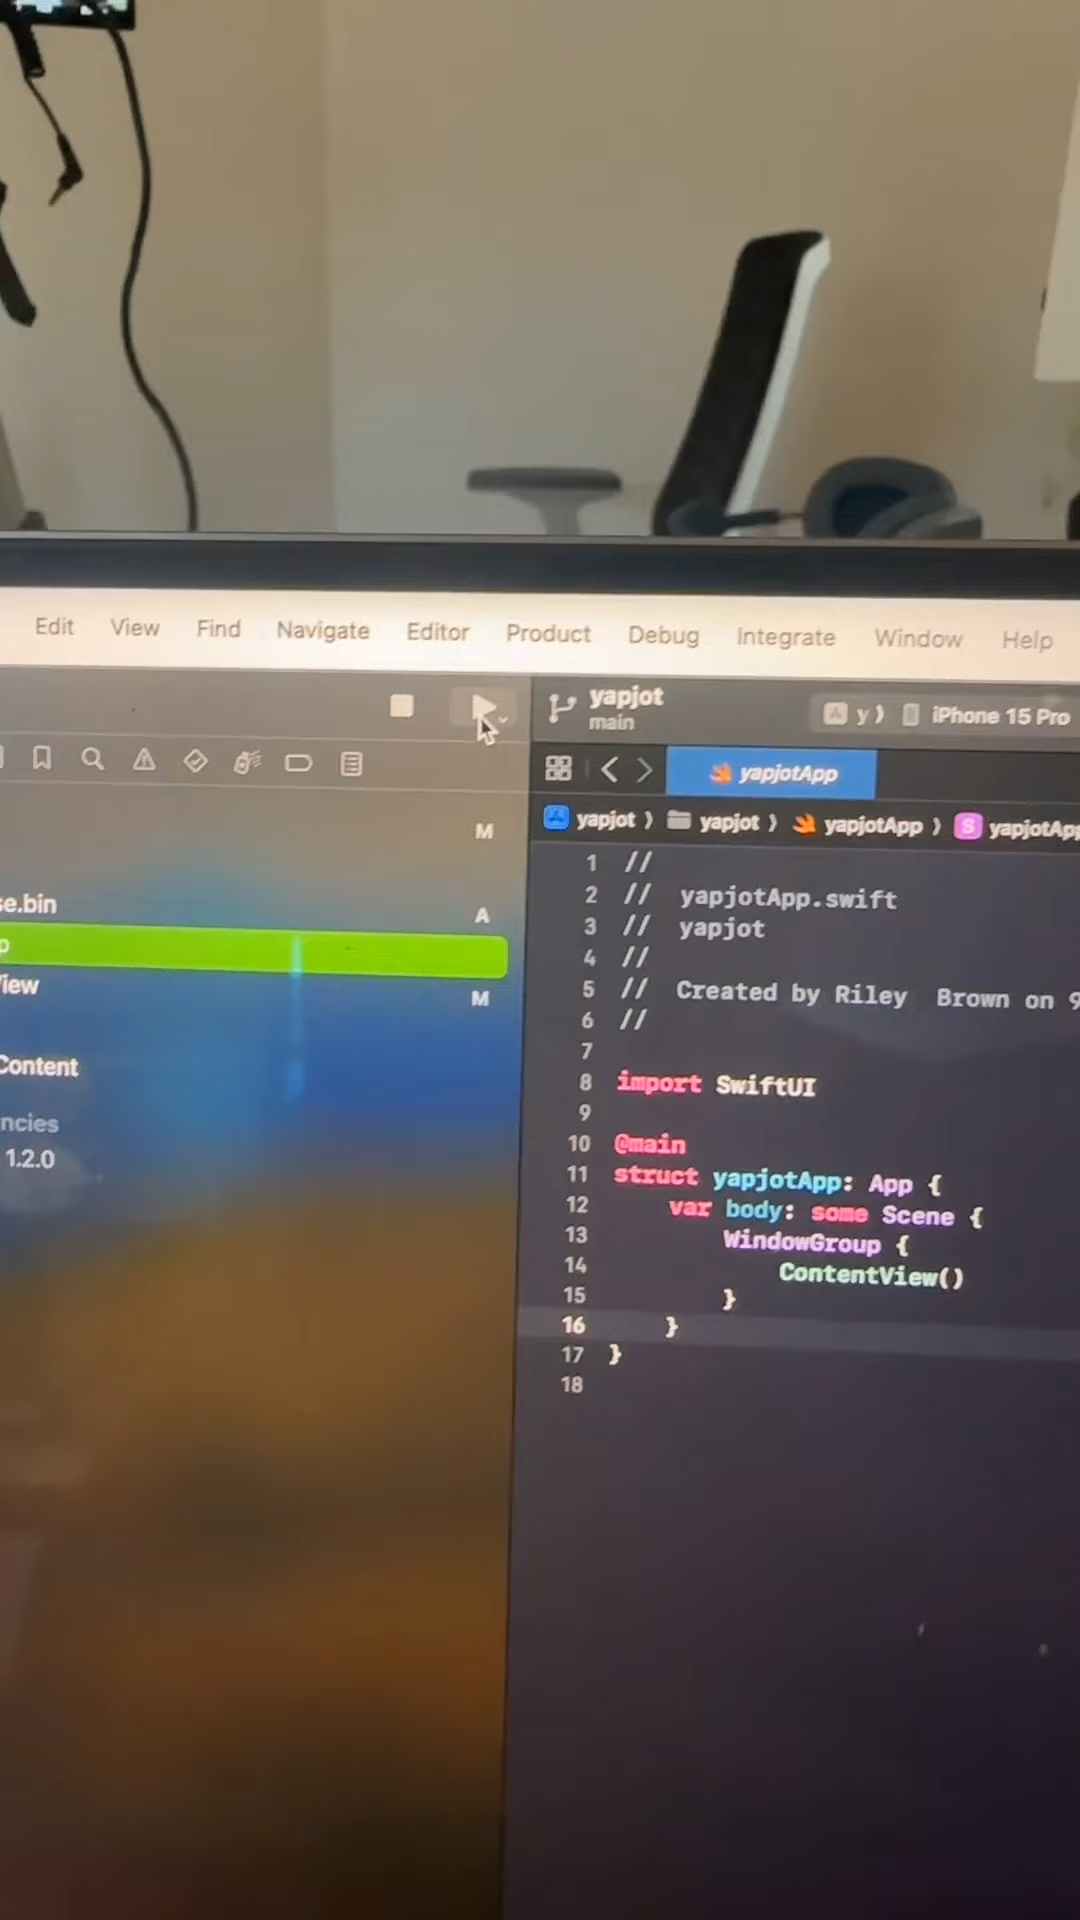 Edit View Find Navigate Editor Product Debug Integrate Window Help
yapjot
main
y iPhone 15 Pro
yapjotApp
yapjot yapjot yapjotApp S yapjotApp
M
se.bin
A
p
iew
M
Content
ncies
1.2.0
1 //
2 // yapjotApp.swift
3 // yapjot
4 //
5 // Created by Riley Brown on 9
6 //
7
8 import SwiftUI
9
10 @main
11 struct yapjotApp: App {
12 var body: some Scene {
13 WindowGroup {
14 ContentView()
15 }
16 }
17 }
18